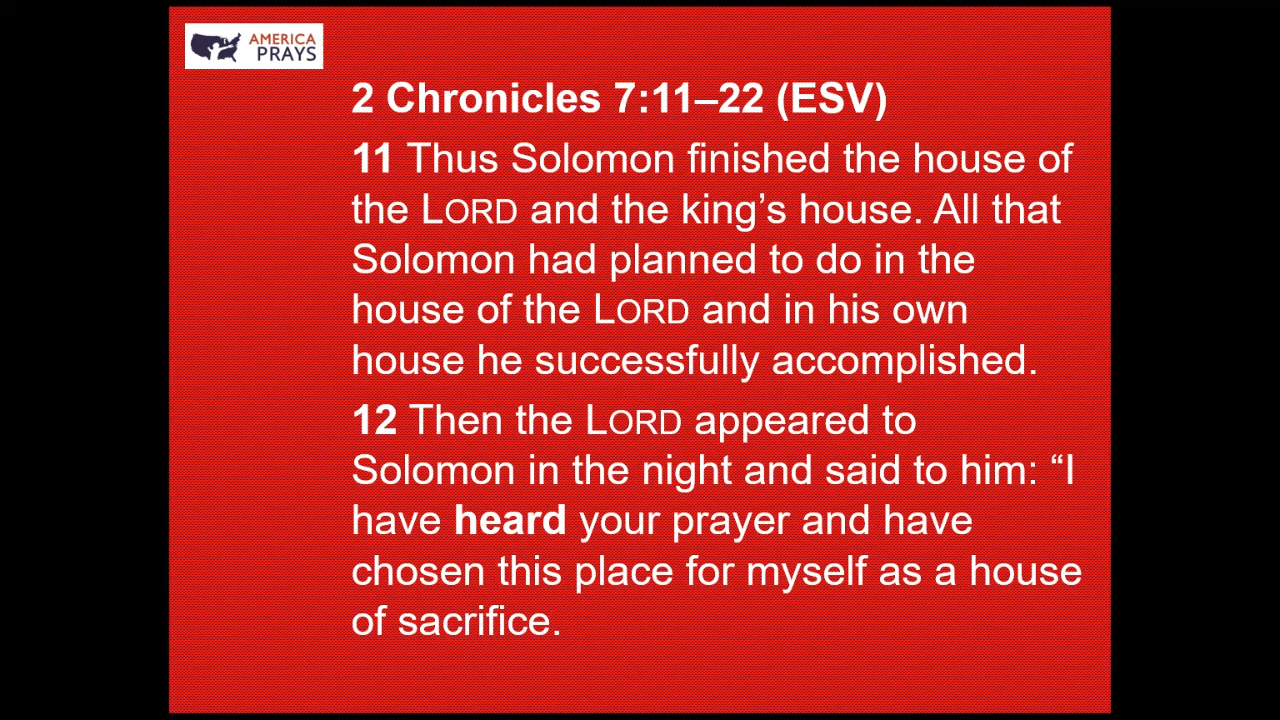 AMERICA
PRAYS
2 Chronicles 7:11–22 (ESV)
11 Thus Solomon finished the house of
the LORD and the king’s house. All that
Solomon had planned to do in the
house of the LORD and in his own
house he successfully accomplished.
12 Then the LORD appeared to
Solomon in the night and said to him: “I
have heard your prayer and have
chosen this place for myself as a house
of sacrifice.